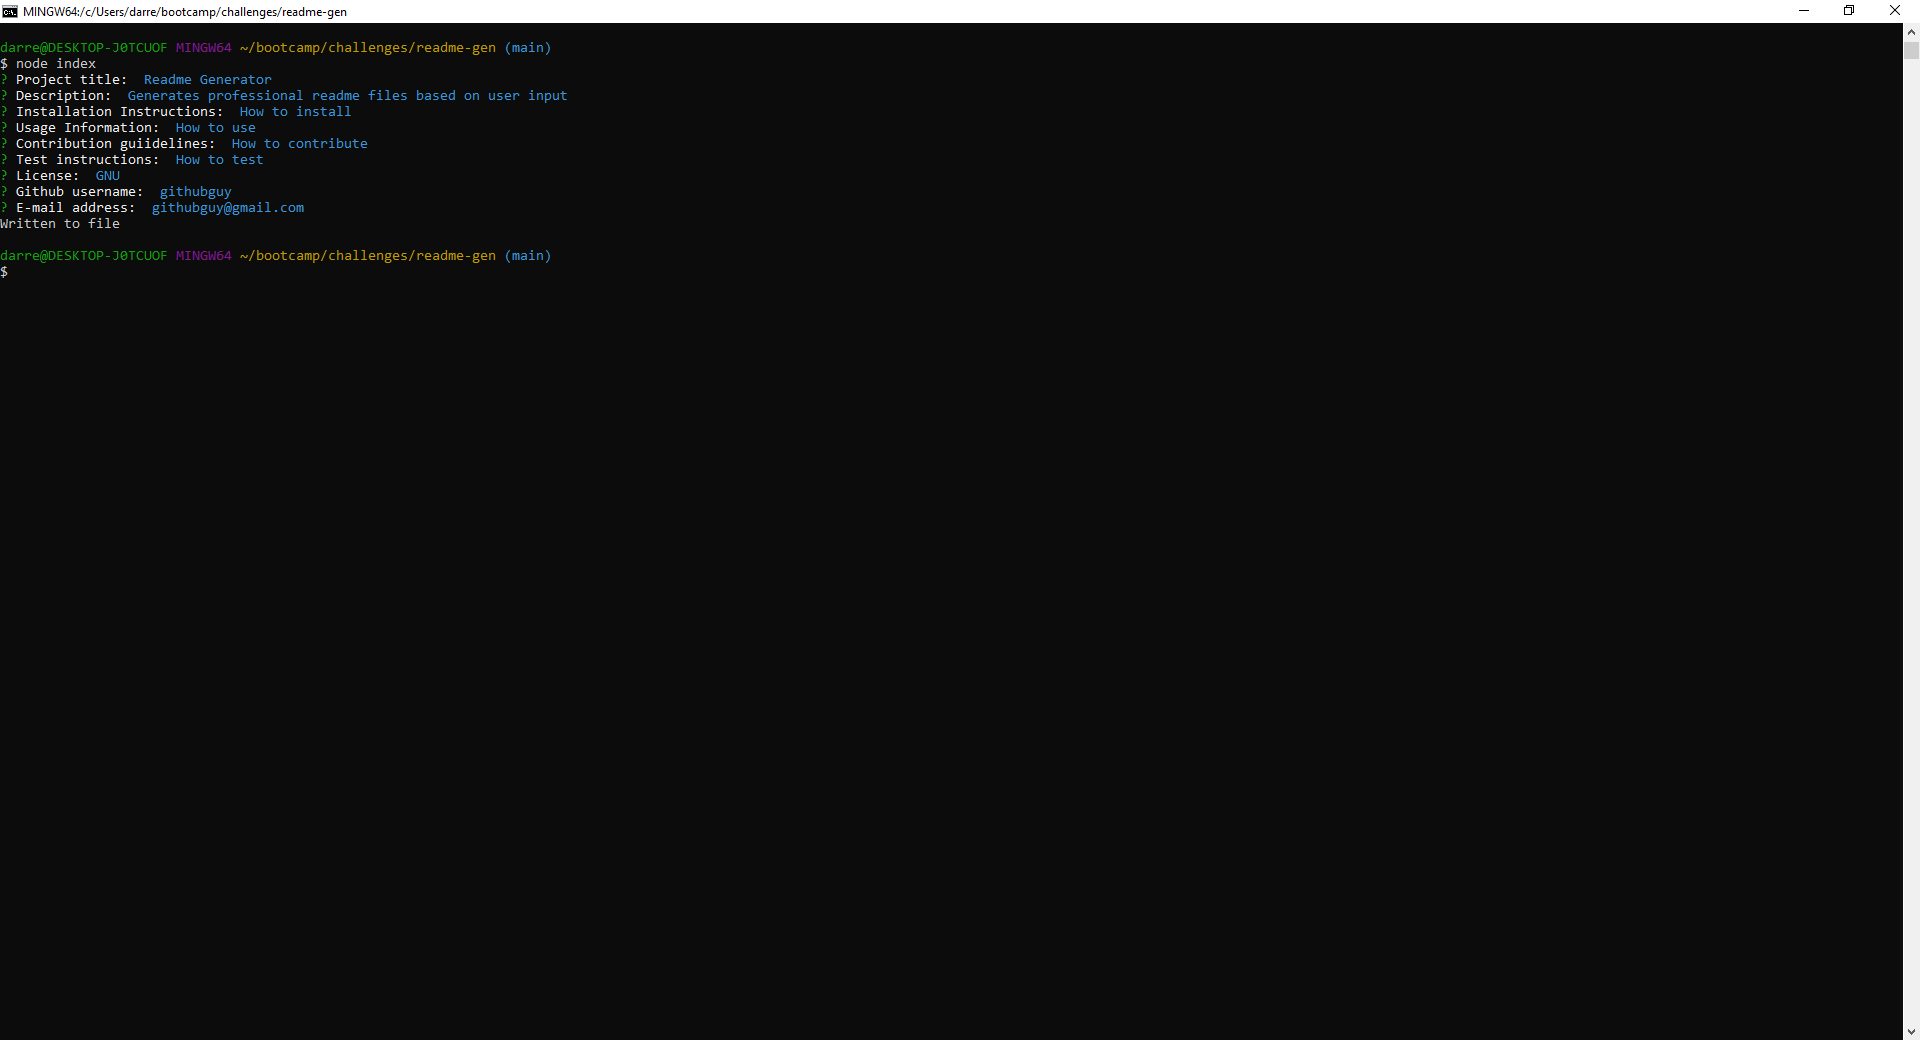 MINGW64:/c/Users/darre/bootcamp/challenges/readme-gen
darre@DESKTOP-J0TCUOF MINGW64 ~/bootcamp/challenges/readme-gen (main)
$ node index
? Project title:  Readme Generator
? Description:  Generates professional readme files based on user input
? Installation Instructions:  How to install
? Usage Information:  How to use
? Contribution guiidelines:  How to contribute
? Test instructions:  How to test
? License:  GNU
? Github username:  githubguy
? E-mail address:  githubguy@gmail.com
Written to file
darre@DESKTOP-J0TCUOF MINGW64 ~/bootcamp/challenges/readme-gen (main)
$